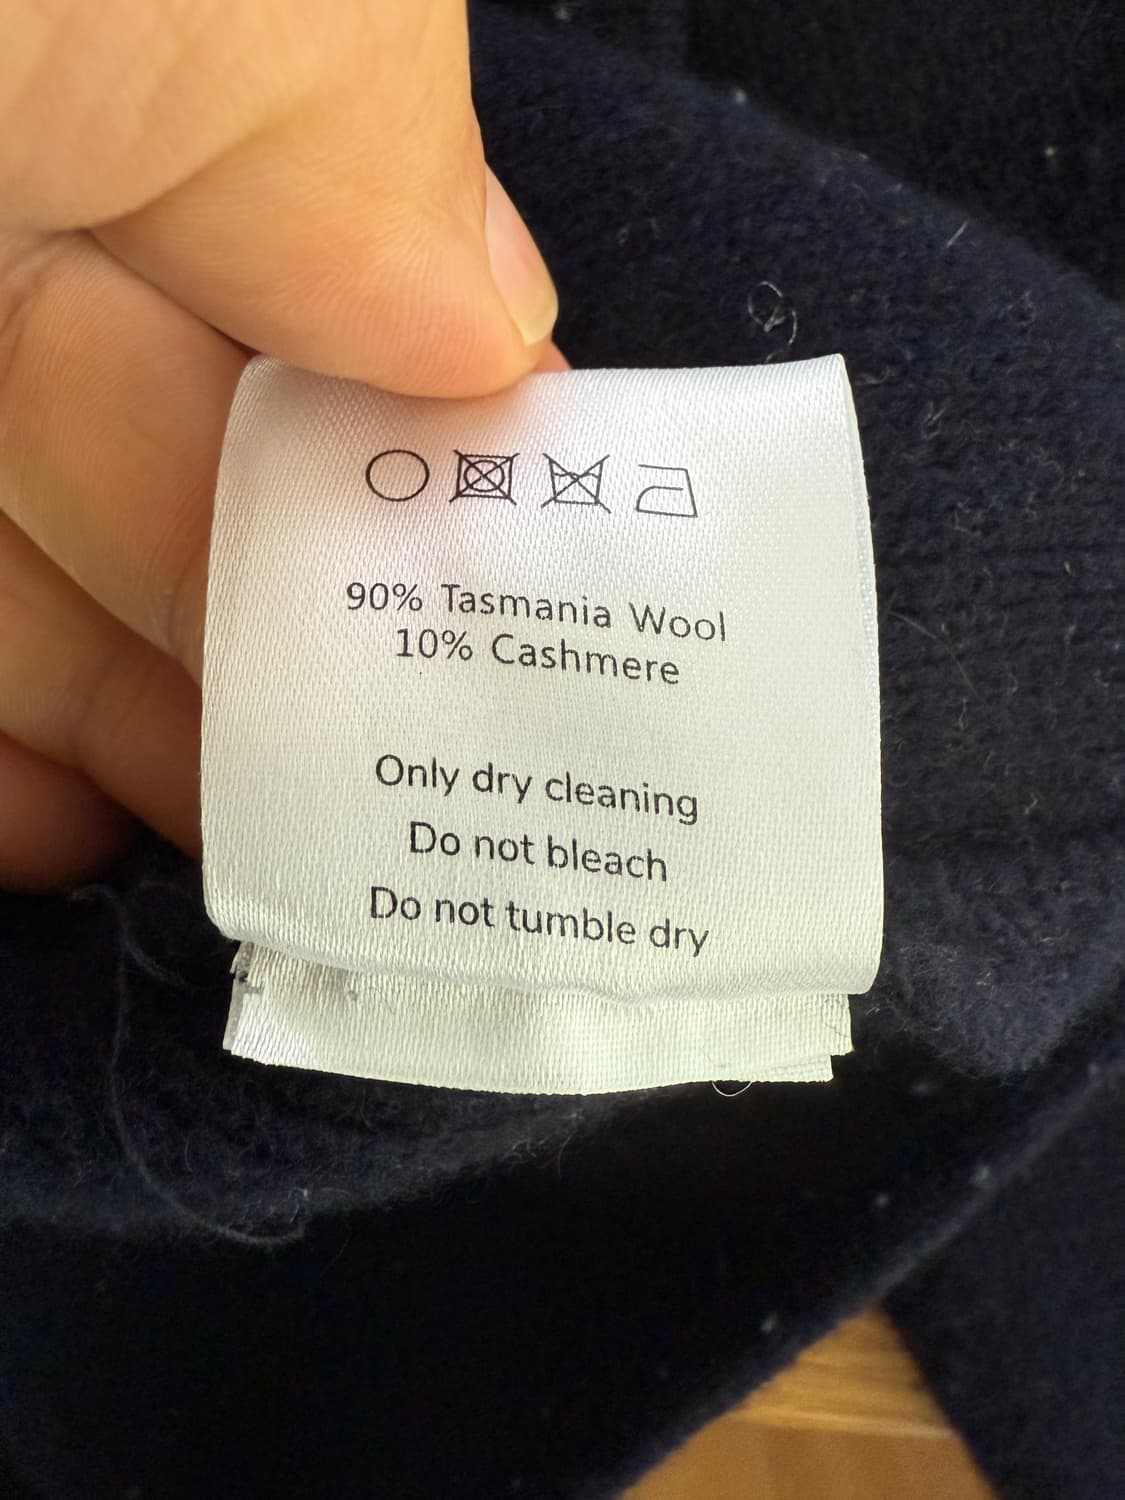 90% Tasmania Wool
10% Cashmere
Only dry cleaning
Do not bleach
Do not tumble dry